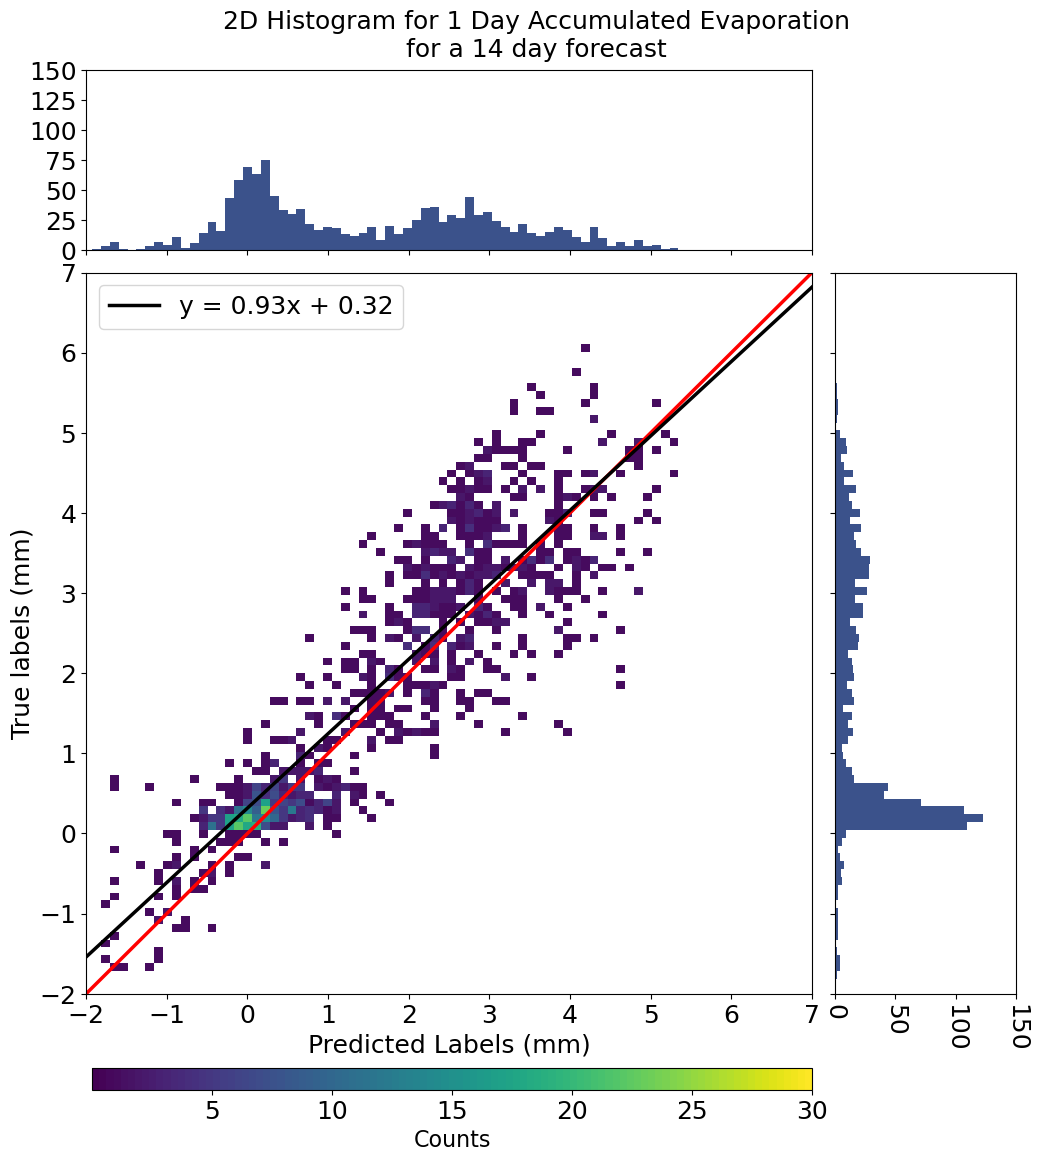 2D Histogram for 1 Day Accumulated Evaporation
for a 14 day forecast
150
125
100
75
50
25
0
7
6
5
4
3
2
1
0
−1
−2
True labels (mm)
y = 0.93x + 0.32
−2 −1 0 1 2 3 4 5 6 7
Predicted Labels (mm)
0 50 100 150
5 10 15 20 25 30
Counts